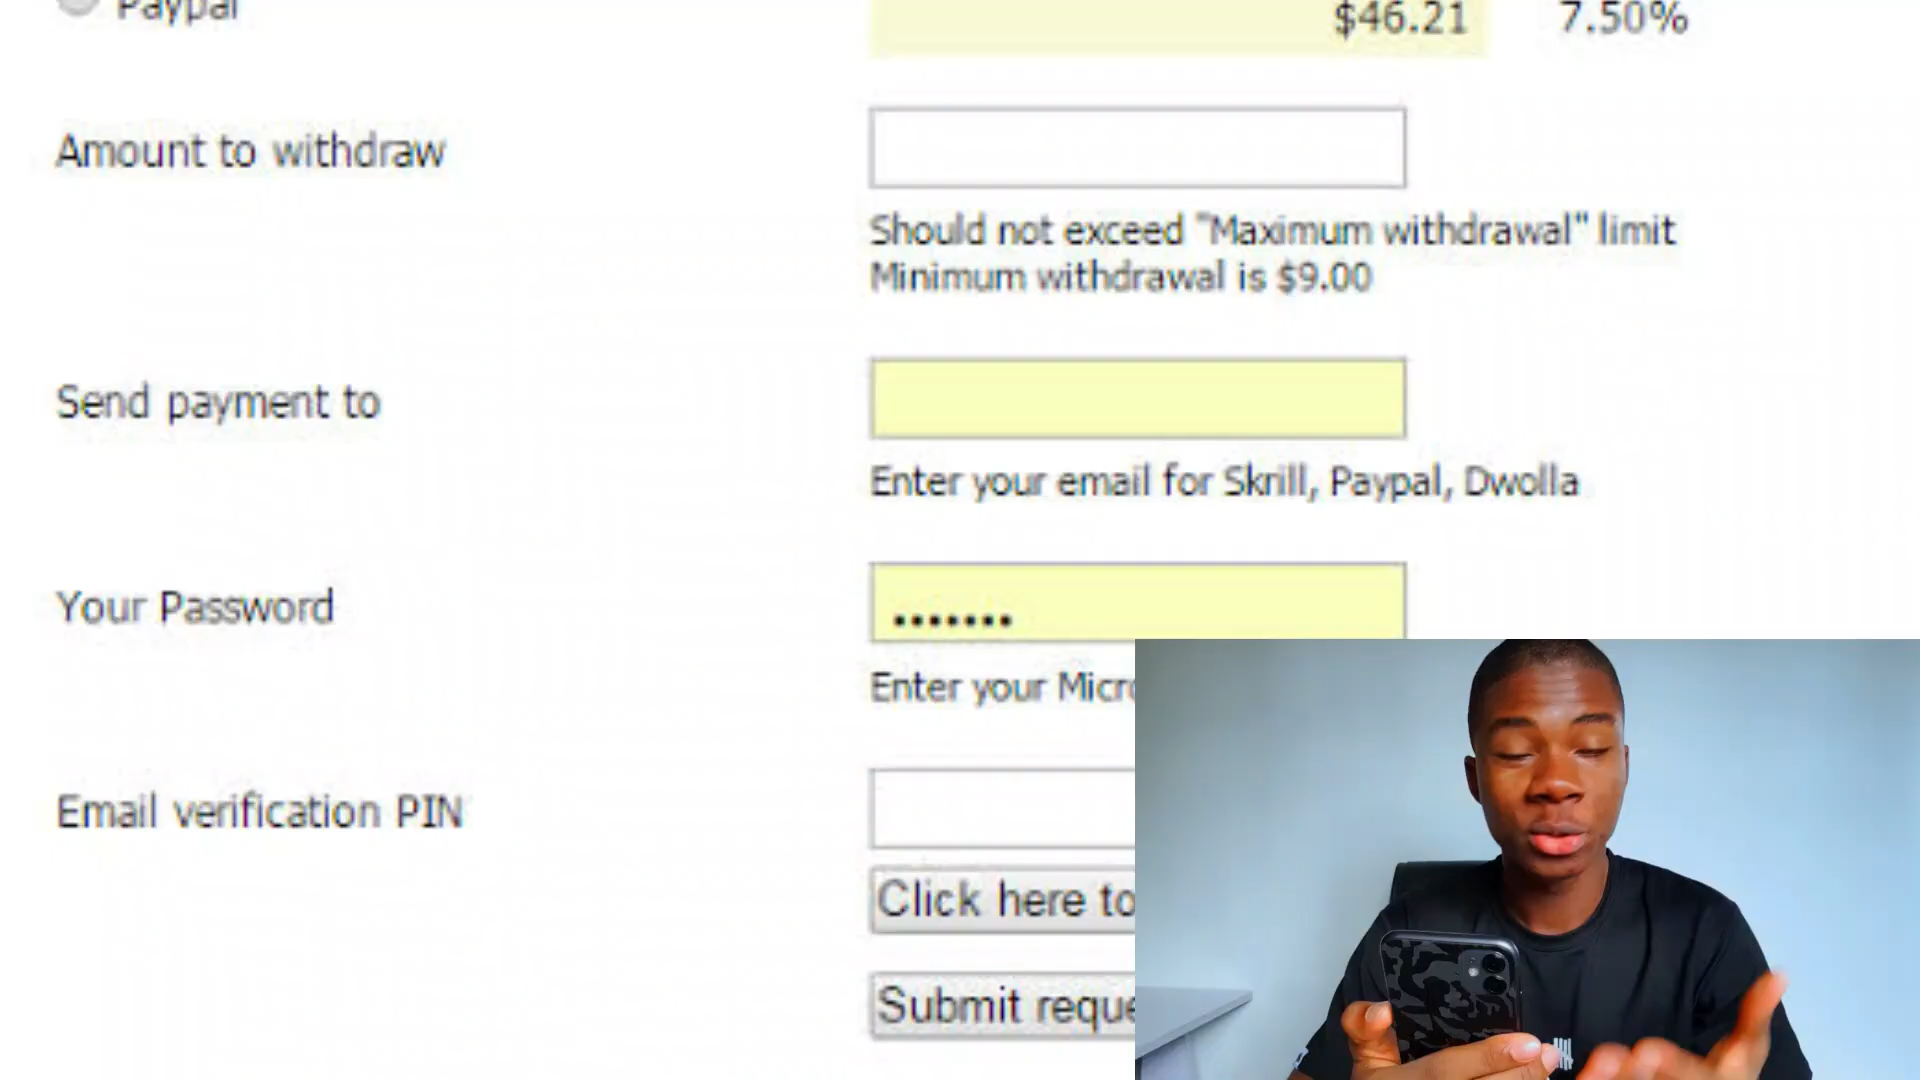 Paypal $46.21 7.50%
Amount to withdraw
Should not exceed "Maximum withdrawal" limit
Minimum withdrawal is $9.00
Send payment to
Enter your email for Skrill, Paypal, Dwolla
Your Password •••••••
Enter your Micro
Email verification PIN
Click here to
Submit reque